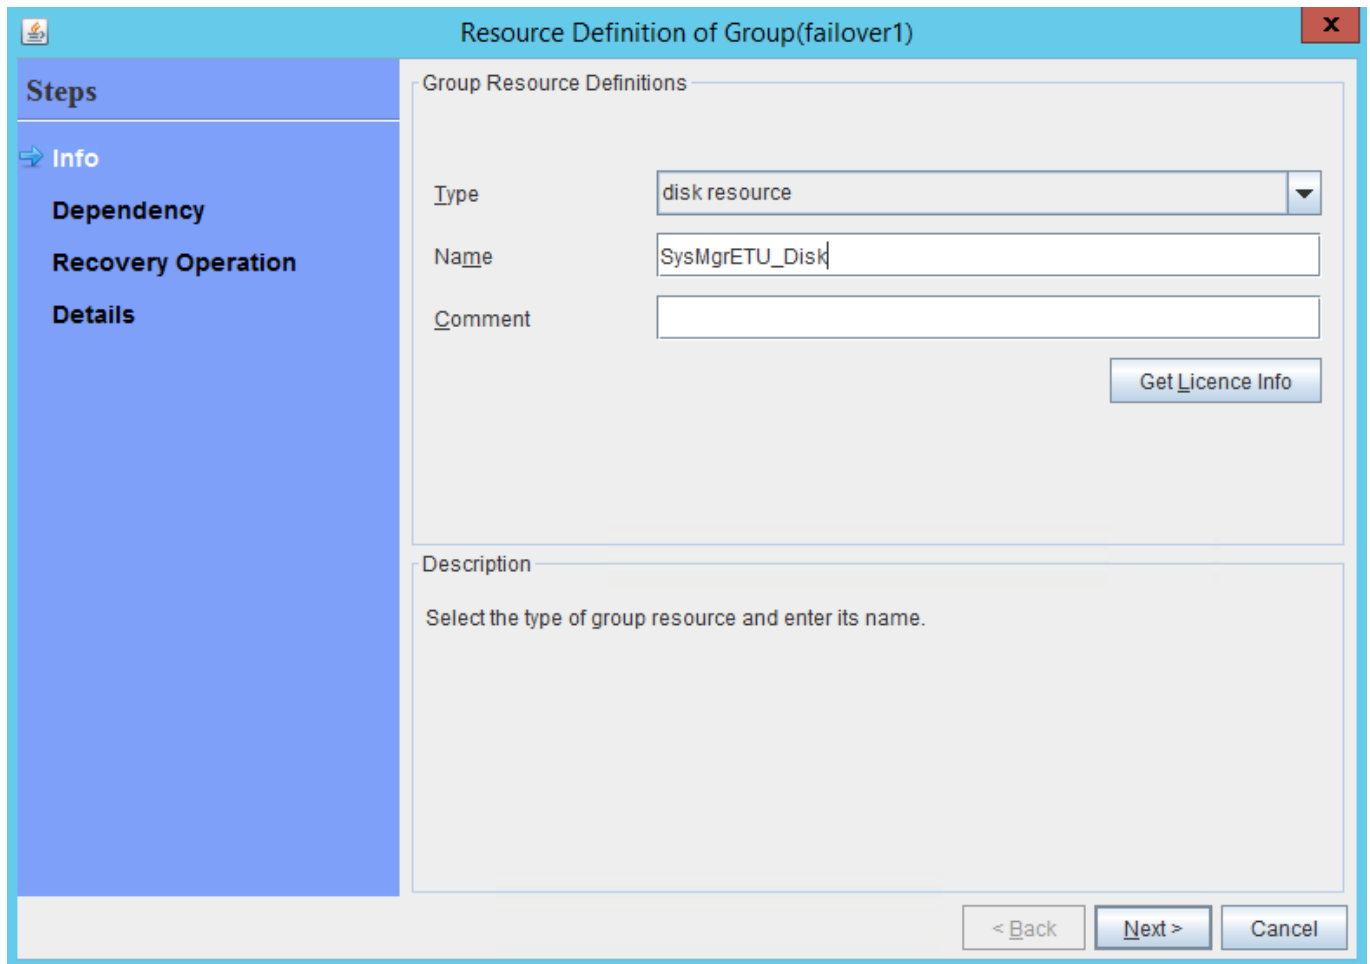 Resource Definition of Group(failover1)
x
Steps
Info
Dependency
Recovery Operation
Details
Group Resource Definitions
Type
disk resource
Name
SysMgrETU_Disk
Comment
Get Licence Info
Description
Select the type of group resource and enter its name.
< Back
Next >
Cancel